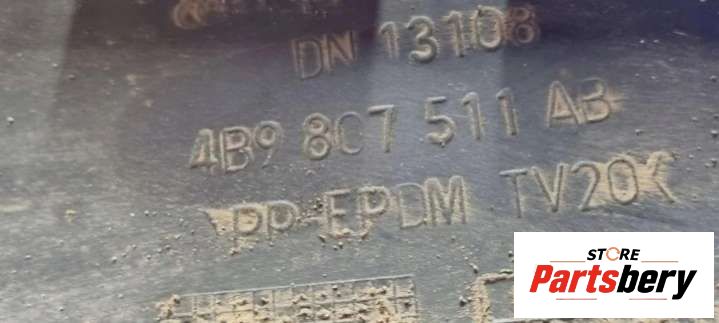 DN 13108
4B9 807 511 AB
PP-EPDM TV20<
STORE
Partsbery